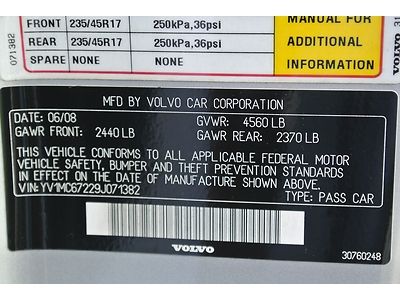 FRONT 235/45R17 250kPa,36psi MANUAL FOR
REAR 235/45R17 250kPa,36psi ADDITIONAL
SPARE NONE NONE INFORMATION
071382
VOLVO
MFD BY VOLVO CAR CORPORATION
DATE: 06/08 GVWR: 4560 LB
GAWR FRONT: 2440 LB GAWR REAR: 2370 LB
THIS VEHICLE CONFORMS TO ALL APPLICABLE FEDERAL MOTOR
VEHICLE SAFETY, BUMPER AND THEFT PREVENTION STANDARDS
IN EFFECT ON THE DATE OF MANUFACTURE SHOWN ABOVE.
VIN: YV1MC67229J071382 TYPE: PASS CAR
VOLVO
30760248